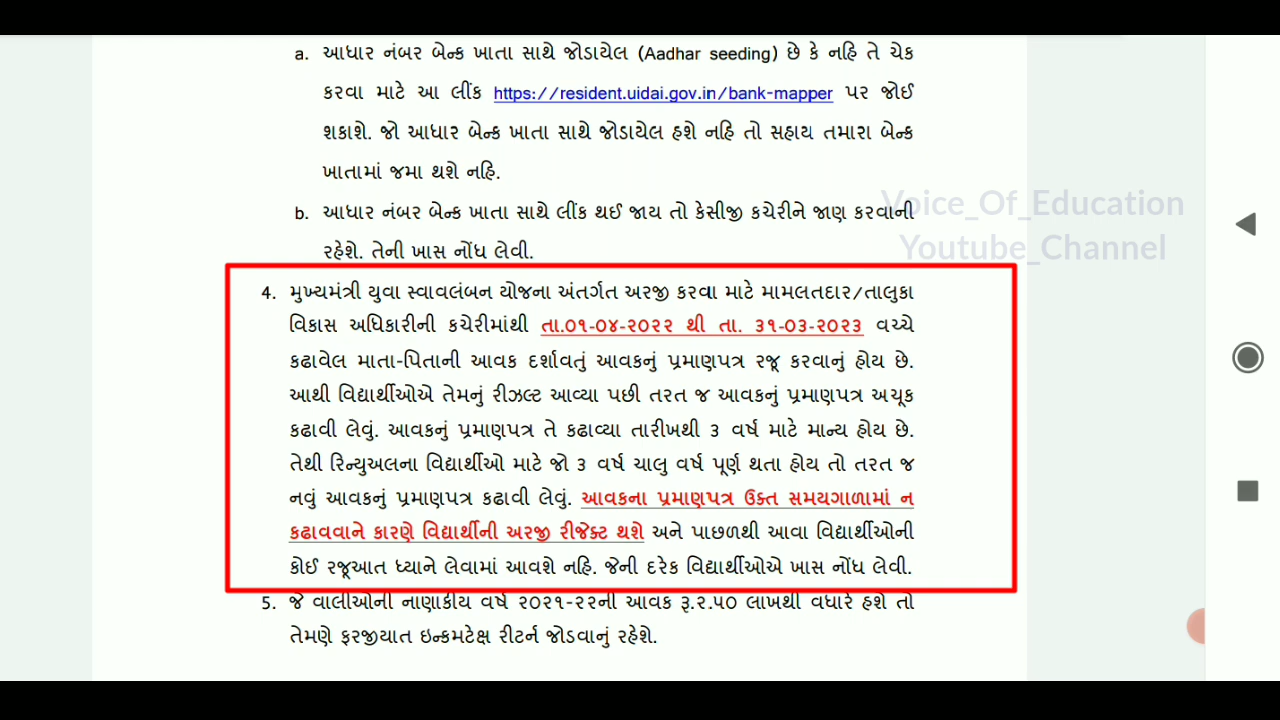 a. આધાર નંબર બેન્ક ખાતા સાથે જોડાયેલ (Aadhar seeding) છે કે નહિ તે ચેક
કરવા માટે આ લીંક https://resident.uidai.gov.in/bank-mapper પર જોઈ
શકાશે. જો આધાર બેન્ક ખાતા સાથે જોડાયેલ હશે નહિ તો સહાય તમારા બેન્ક
ખાતામાં જમા થશે નહિ.
Voice_Of_Education
b. આધાર નંબર બેન્ક ખાતા સાથે લીંક થઈ જાય તો કેસીજી કચેરીને જાણ કરવાની
Youtube_Channel
રહેશે. તેની ખાસ નોંધ લેવી.
4. મુખ્યમંત્રી યુવા સ્વાવલંબન યોજના અંતર્ગત અરજી કરવા માટે મામલતદાર/તાલુકા
વિકાસ અધિકારીની કચેરીમાંથી તા.૦૧-૦૪-૨૦૨૨ થી તા. ૩૧-૦૩-૨૦૨૩ વચ્ચે
કઢાવેલ માતા-પિતાની આવક દર્શાવતું આવકનું પ્રમાણપત્ર રજૂ કરવાનું હોય છે.
આથી વિદ્યાર્થીઓએ તેમનું રીઝલ્ટ આવ્યા પછી તરત જ આવકનું પ્રમાણપત્ર અચૂક
કઢાવી લેવું. આવકનું પ્રમાણપત્ર તે કઢાવ્યા તારીખથી 3 વર્ષ માટે માન્ય હોય છે.
તેથી રિન્યુઅલના વિદ્યાર્થીઓ માટે જો 3 વર્ષ ચાલુ વર્ષ પૂર્ણ થતા હોય તો તરત જ
નવું આવકનું પ્રમાણપત્ર કઢાવી લેવું. આવકના પ્રમાણપત્ર ઉક્ત સમયગાળામાં ન
કઢાવવાને કારણે વિદ્યાર્થીની અરજી રીજેક્ટ થશે અને પાછળથી આવા વિદ્યાર્થીઓની
કોઈ રજૂઆત ધ્યાને લેવામાં આવશે નહિ. જેની દરેક વિદ્યાર્થીઓએ ખાસ નોંધ લેવી.
5. જે વાલીઓની નાણાકીય વર્ષ ૨૦૨૧-૨૨ની આવક રૂ.૨.૫૦ લાખથી વધારે હશે તો
તેમણે ફરજીયાત ઇન્કમટેક્ષ રીટર્ન જોડવાનું રહેશે.